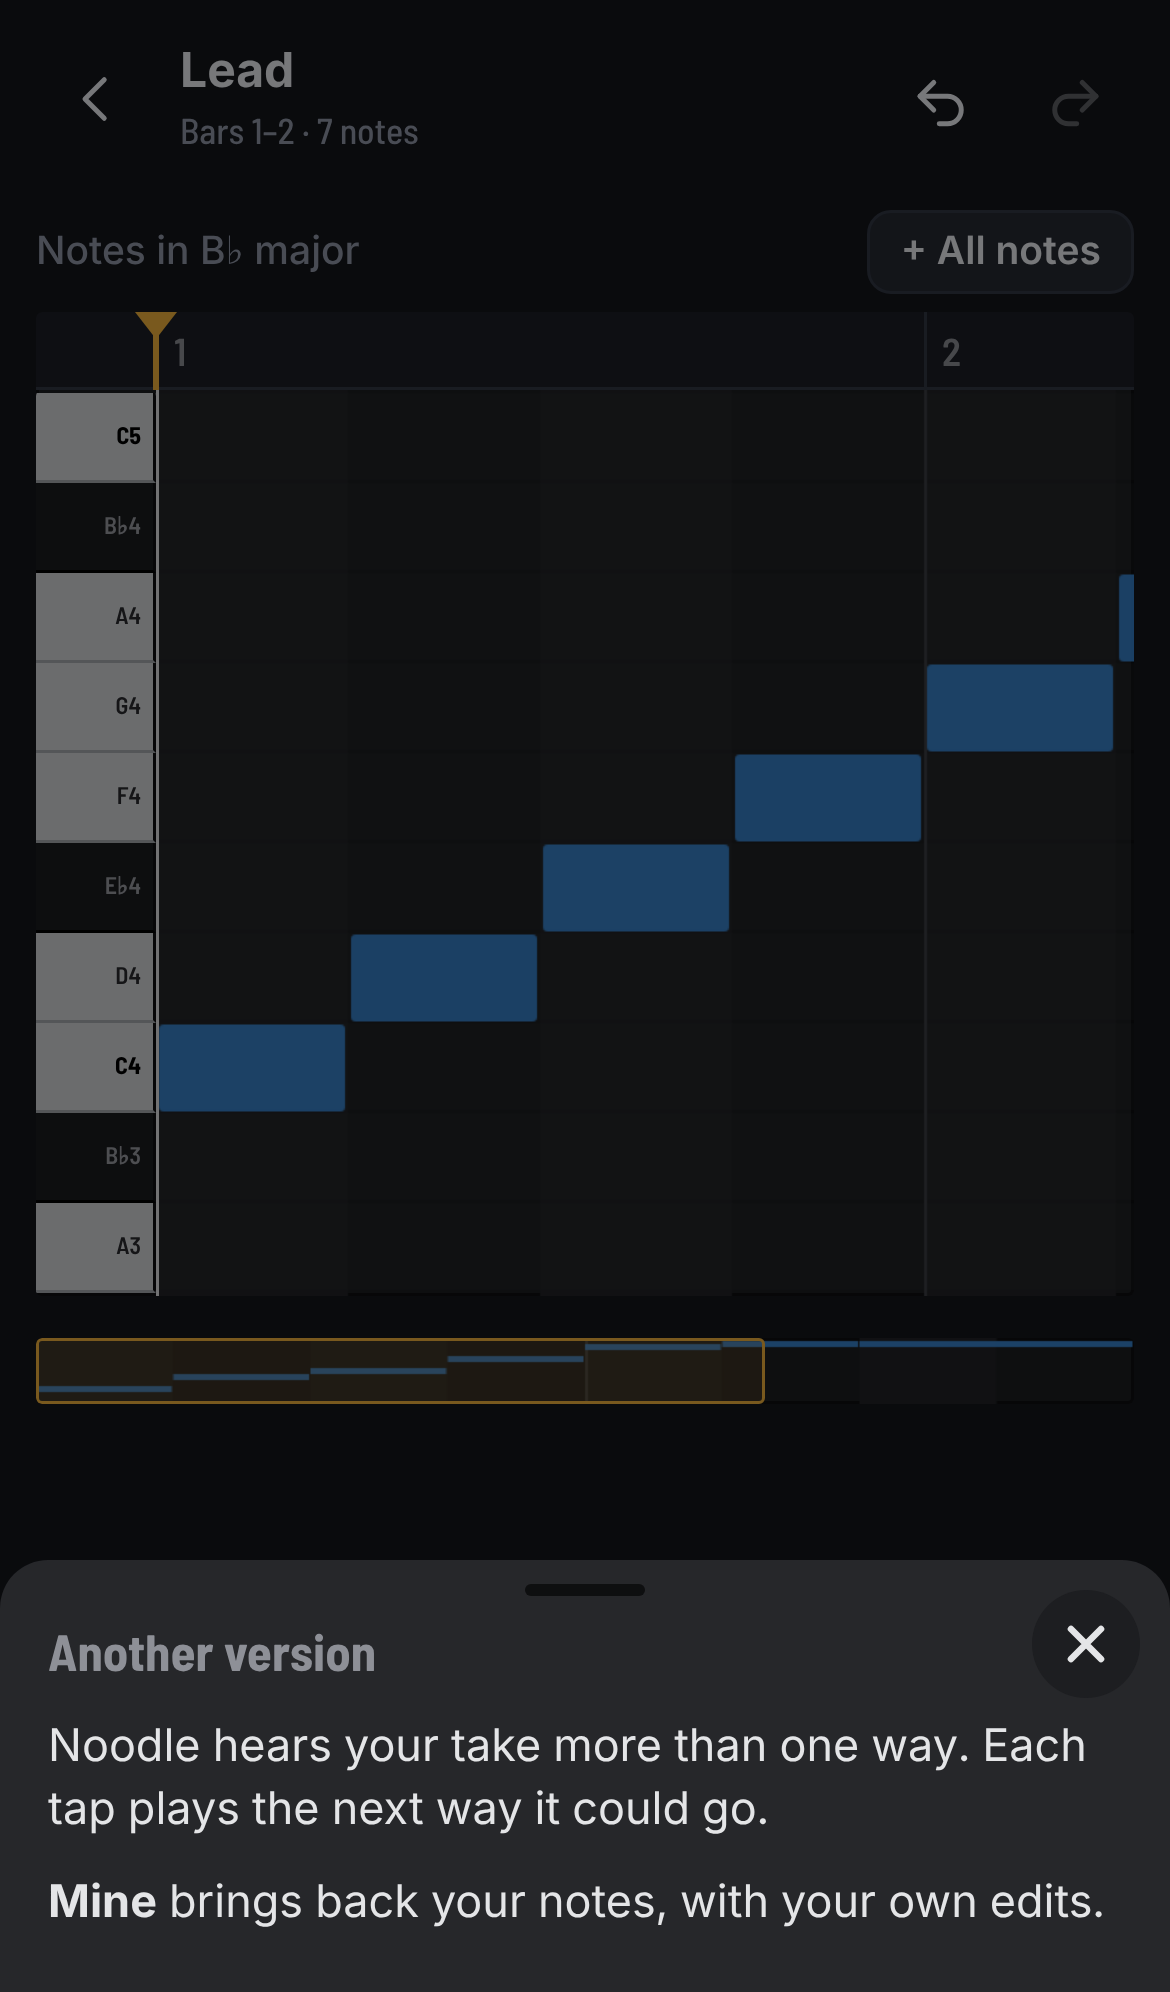 Lead
Bars 1–2 · 7 notes
Notes in B♭ major
+ All notes
1
2
C5
B♭4
A4
G4
F4
E♭4
D4
C4
B♭3
A3
Another version
Noodle hears your take more than one way. Each
tap plays the next way it could go.
Mine brings back your notes, with your own edits.